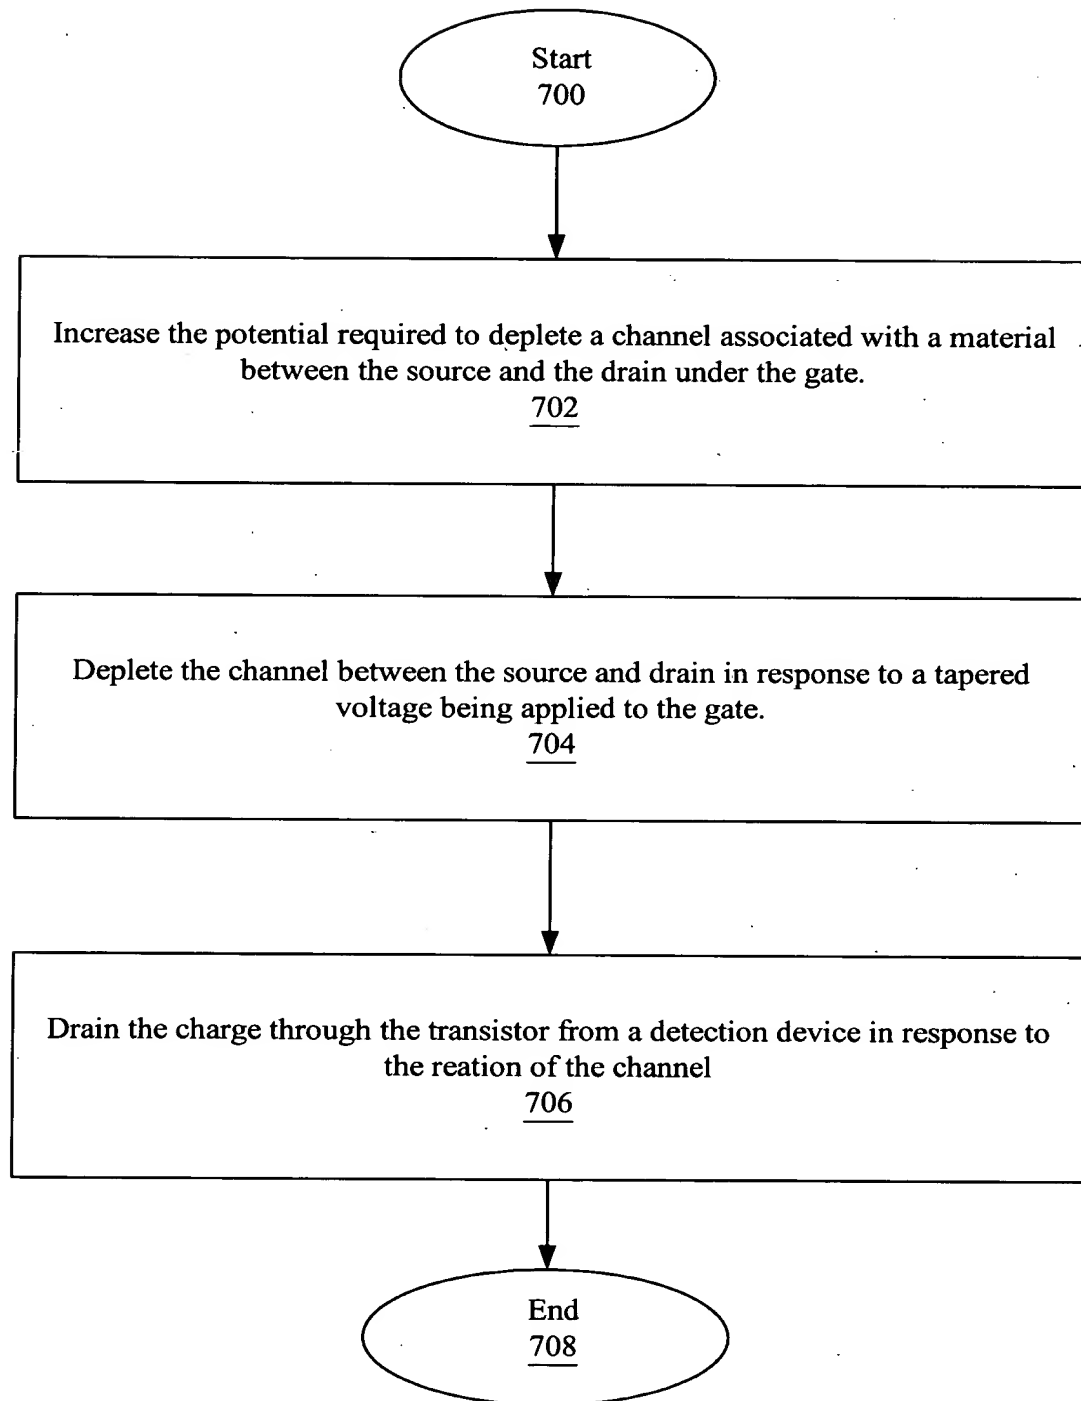 Start
700
Increase the potential required to deplete a channel associated with a material
between the source and the drain under the gate.
702
Deplete the channel between the source and drain in response to a tapered
voltage being applied to the gate.
704
Drain the charge through the transistor from a detection device in response to
the reation of the channel
706
End
708